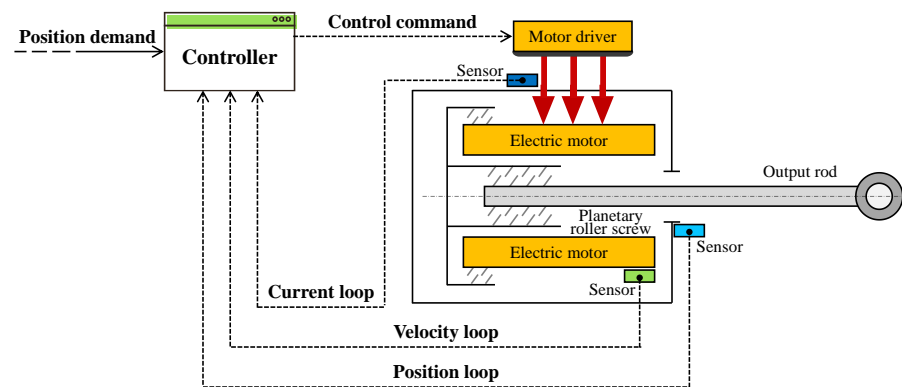 Control command
Motor driver
Position demand
Controller
Sensor
Electric motor
Output rod
Planetary
roller screw
Sensor
Electric motor
Sensor
Current loop
Velocity loop
Position loop